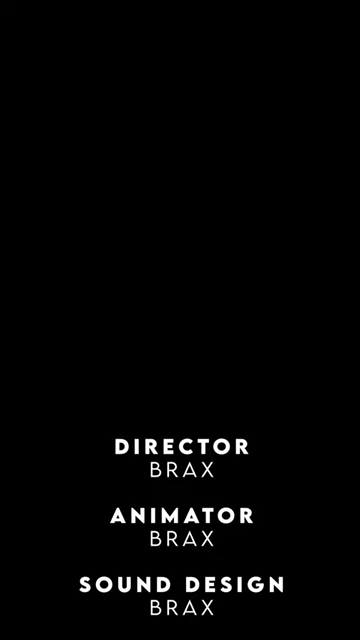 DIRECTOR
BRAX
ANIMATOR
BRAX
SOUND DESIGN
BRAX